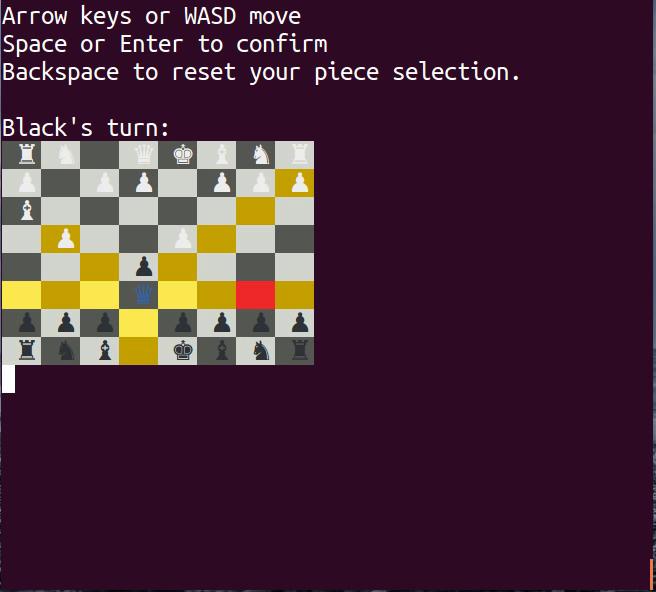 Arrow keys or WASD move
Space or Enter to confirm
Backspace to reset your piece selection.
Black's turn: